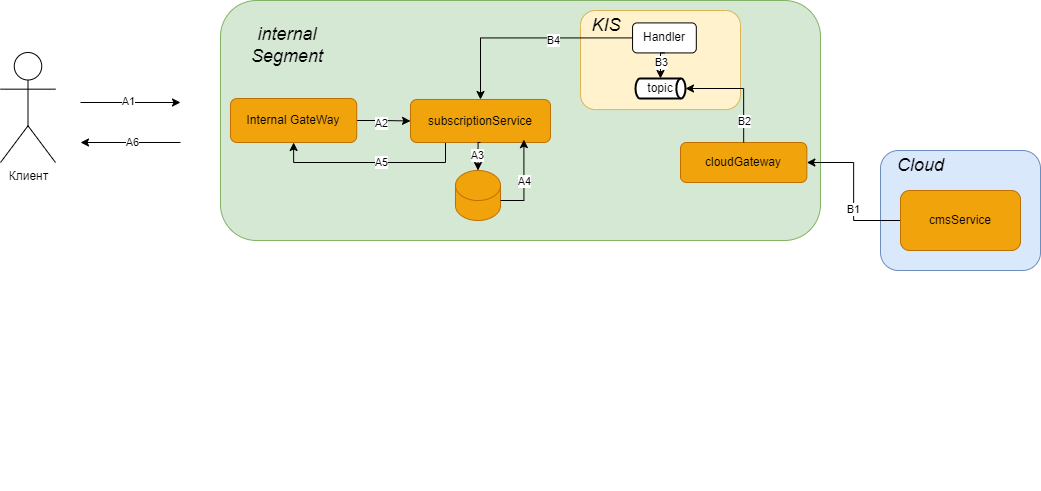 internal
Segment
KIS
Handler
B4
B3
topic
A1
Internal GateWay
A2
subscriptionService
B2
A6
A5
A3
cloudGateway
Cloud
Клиент
A4
B1
cmsService